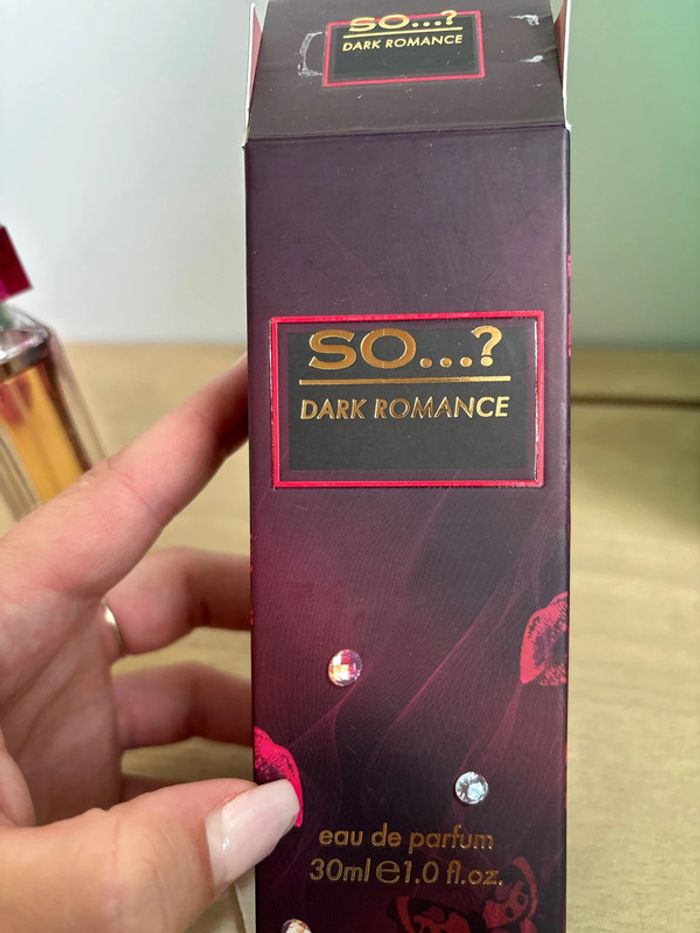 SO...?
DARK ROMANCE
SO...?
DARK ROMANCE
eau de parfum
30ml ℮ 1.0 fl.oz.